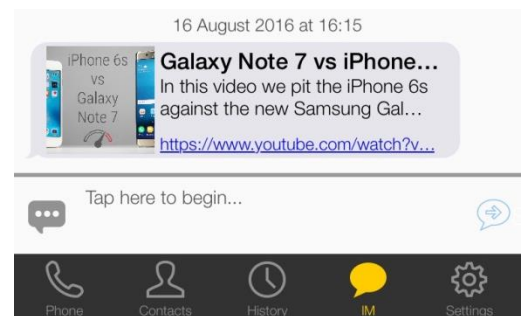 16 August 2016 at 16:15
iPhone 6s
vs
Galaxy
Note 7
Galaxy Note 7 vs iPhone...
In this video we pit the iPhone 6s
against the new Samsung Gal...
https://www.youtube.com/watch?v...
Tap here to begin...
Phone
Contacts
History
IM
Settings